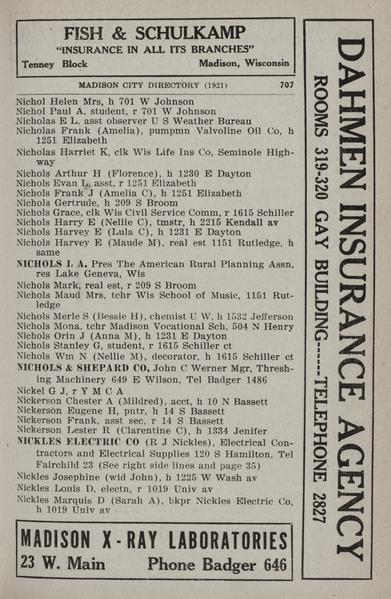 FISH & SCHULKAMP
"INSURANCE IN ALL ITS BRANCHES"
Tenney Block Madison, Wisconsin
MADISON CITY DIRECTORY (1921) 707
Nichol Helen Mrs, h 701 W Johnson
Nichol Paul A, student, r 701 W Johnson
Nicholas E L, asst observer U S Weather Bureau
Nicholas Frank (Amelia), pumpmn Valvoline Oil Co, h
1251 Elizabeth
Nicholas Harriet K, clk Wis Life Ins Co, Seminole High-
way
Nichols Arthur H (Florence), h 1230 E Dayton
Nichols Evan L, asst, r 1251 Elizabeth
Nichols Frank J (Amelia C), h 1251 Elizabeth
Nichols Gertrude, h 209 S Broom
Nichols Grace, clk Wis Civil Service Comm, r 1615 Schiller
Nichols Harry E (Nellie C), tmstr, h 2215 Kendall av
Nichols Harvey E (Lula C), h 1231 E Dayton
Nichols Harvey E (Maude M), real est 1151 Rutledge, h
same
NICHOLS L A, Pres The American Rural Planning Assn,
res Lake Geneva, Wis
Nichols Mark, real est, r 209 S Broom
Nichols Maud Mrs, tchr Wis School of Music, 1151 Rut-
ledge
Nichols Merle S (Bessie H), chemist U W, h 1532 Jefferson
Nichols Mona, tchr Madison Vocational Sch, 504 N Henry
Nichols Orin J (Anna M), h 1231 E Dayton
Nichols Stanley G, student, r 1615 Schiller ct
Nichols Wm N (Nellie M), decorator, h 1615 Schiller ct
NICHOLS & SHEPARD CO, John C Werner Mgr, Thresh-
ing Machinery 649 E Wilson, Tel Badger 1486
Nickel G J, r Y M C A
Nickerson Chester A (Mildred), acct, h 10 N Bassett
Nickerson Eugene H, pntr, h 14 S Bassett
Nickerson Frank, asst sec, r 14 S Bassett
Nickerson Lester R (Clarentine C), h 1334 Jenifer
NICKLES ELECTRIC CO (R J Nickles), Electrical Con-
tractors and Electrical Supplies 120 S Hamilton, Tel
Fairchild 23 (See right side lines and page 35)
Nickles Josephine (wid John), h 1225 W Wash av
Nickles Louis D, electn, r 1019 Univ av
Nickles Marquis D (Sarah A), bkpr Nickles Electric Co,
h 1019 Univ av
MADISON X-RAY LABORATORIES
23 W. Main Phone Badger 646
DAHMEN INSURANCE AGENCY
ROOMS 319-320 GAY BUILDING------TELEPHONE 2827